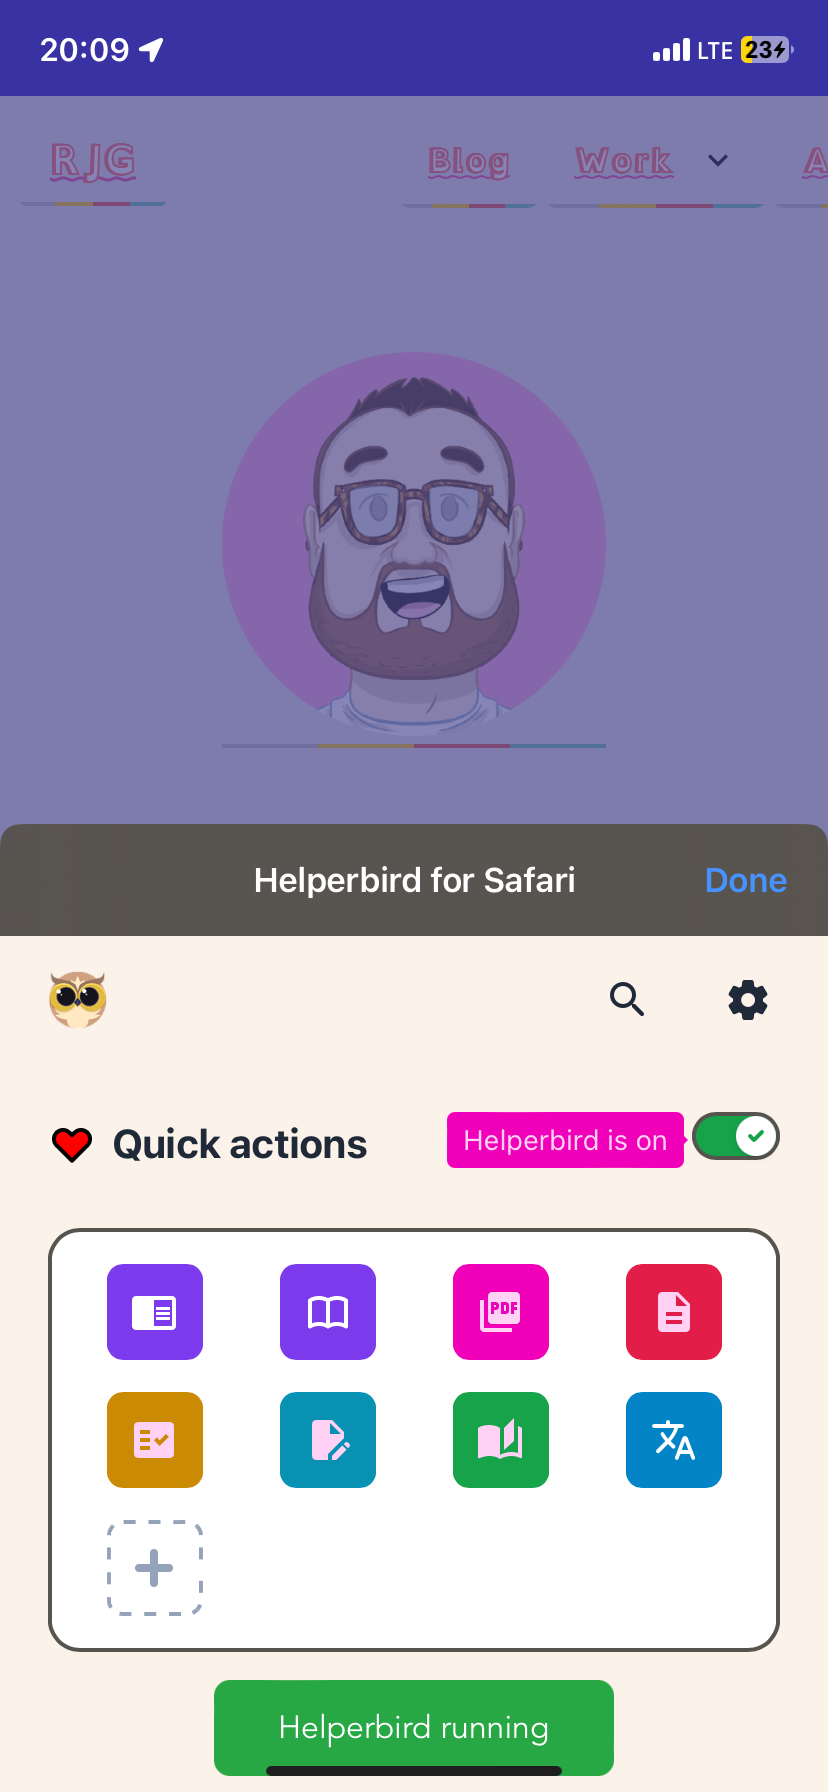 20:09
LTE 23
RJG
Blog
Work
A
Helperbird for Safari
Done
Quick actions
Helperbird is on
PDF
Helperbird running